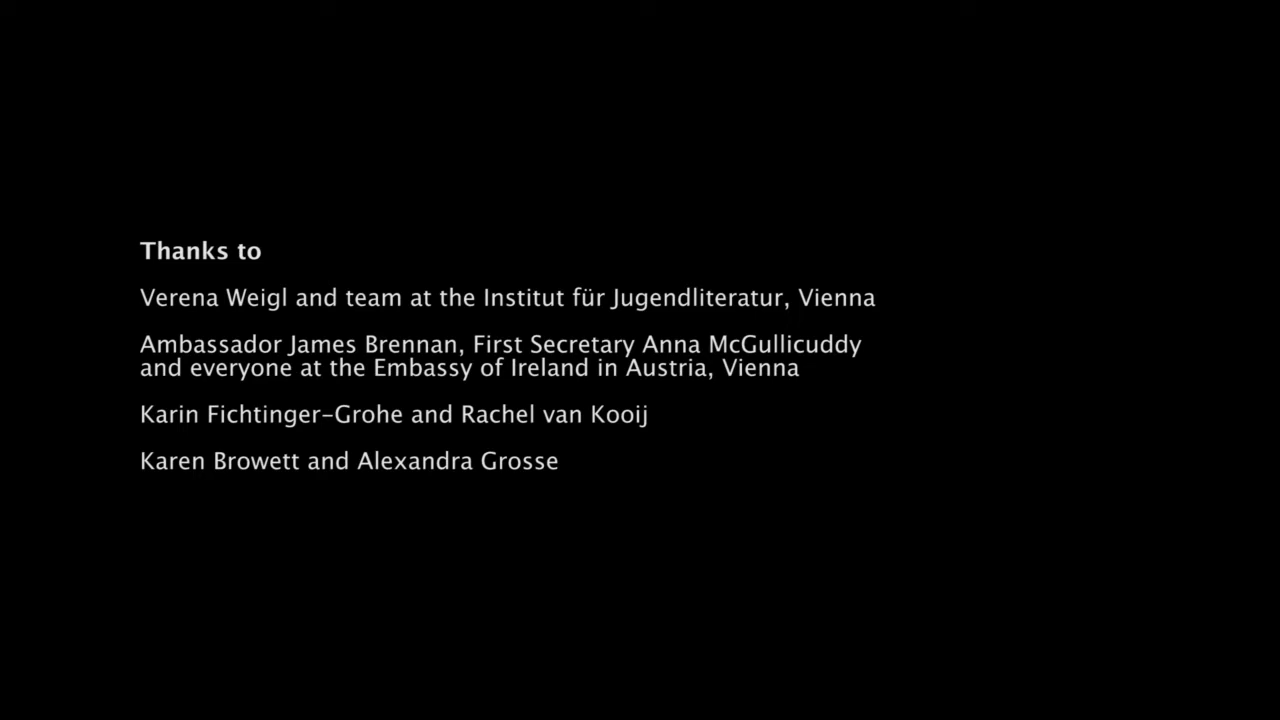 Thanks to
Verena Weigl and team at the Institut für Jugendliteratur, Vienna
Ambassador James Brennan, First Secretary Anna McGullicuddy
and everyone at the Embassy of Ireland in Austria, Vienna
Karin Fichtinger-Grohe and Rachel van Kooij
Karen Browett and Alexandra Grosse